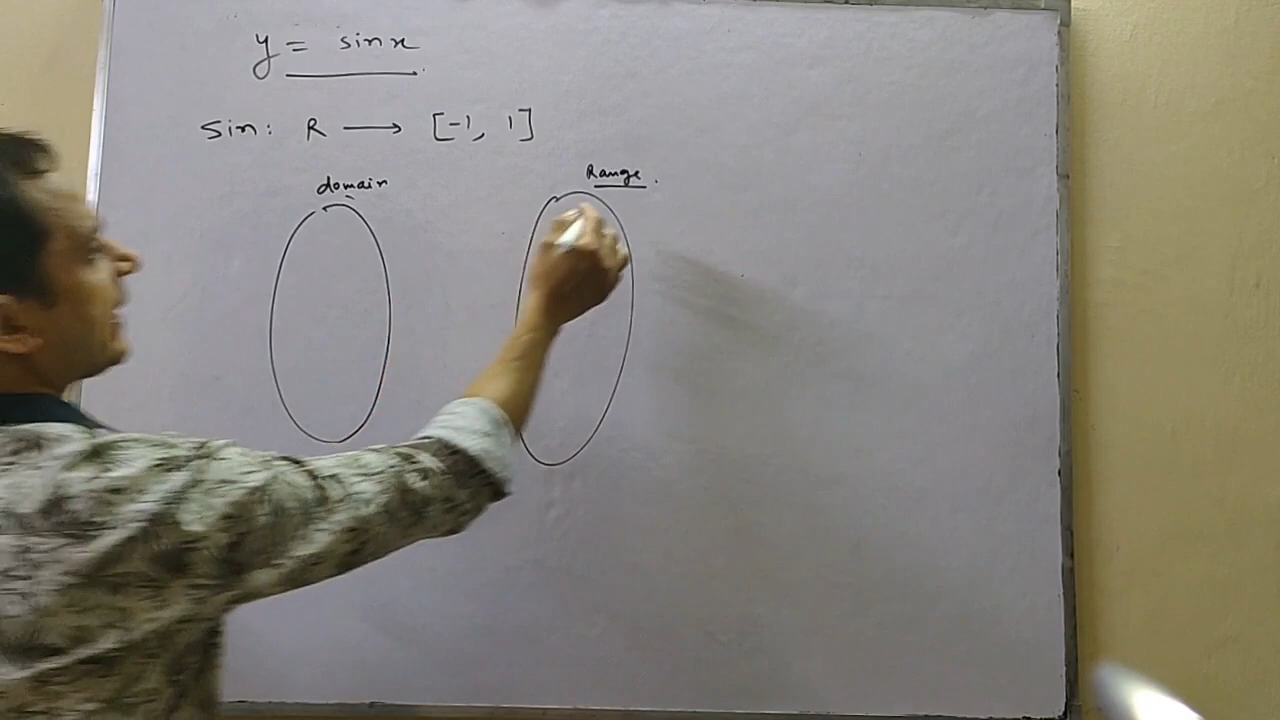 y = sinx
Sin: R → [-1, 1]
domain
Range.